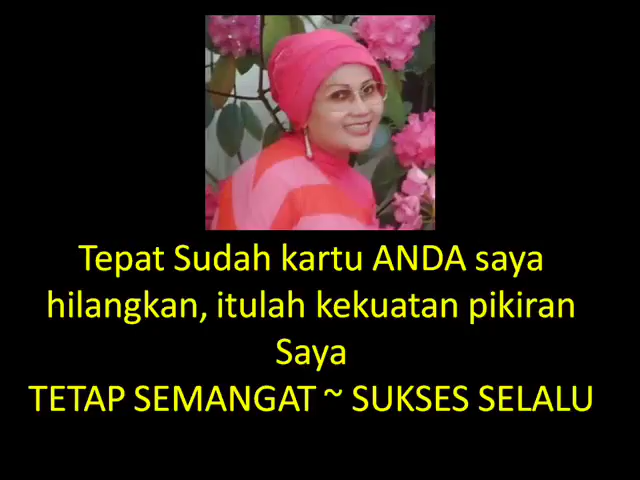 Tepat Sudah kartu ANDA saya
hilangkan, itulah kekuatan pikiran
Saya
TETAP SEMANGAT ~ SUKSES SELALU